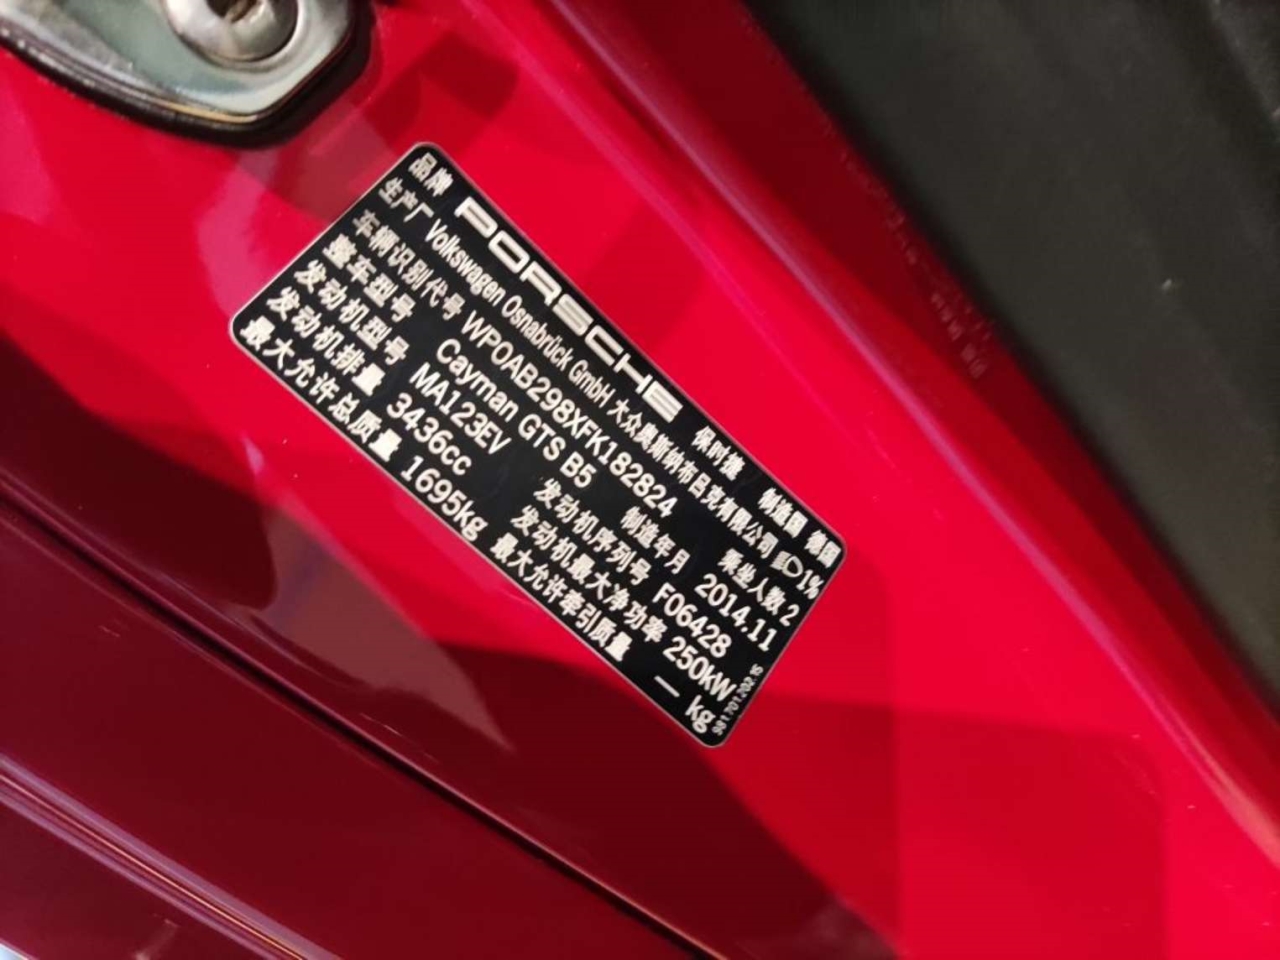 品牌 PORSCHE 保时捷 制造国 德国
生产厂 Volkswagen Osnabrück GmbH 大众奥斯纳布吕克有限公司 1%
车辆识别代号 WP0AB298XFK182824 乘坐人数 2
整车型号 Cayman GTS B5 制造年月 2014.11
发动机型号 MA123EV 发动机序列号 F06428
发动机排量 3436cc 发动机最大净功率 250kW
最大允许总质量 1695kg 最大允许牵引质量 — kg
981.701.202.15